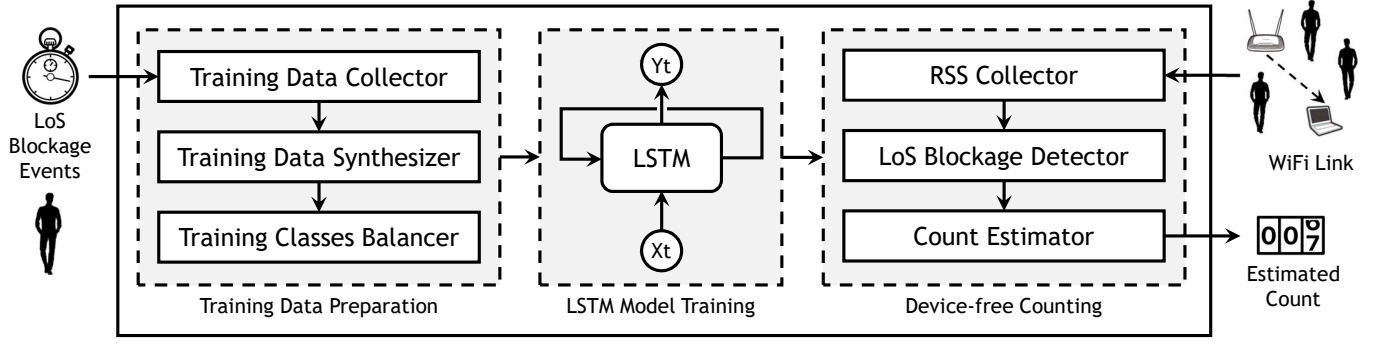 LoS
Blockage
Events
Training Data Collector
Training Data Synthesizer
Training Classes Balancer
Training Data Preparation
Yt
LSTM
Xt
LSTM Model Training
RSS Collector
LoS Blockage Detector
Count Estimator
Device-free Counting
WiFi Link
007
Estimated
Count